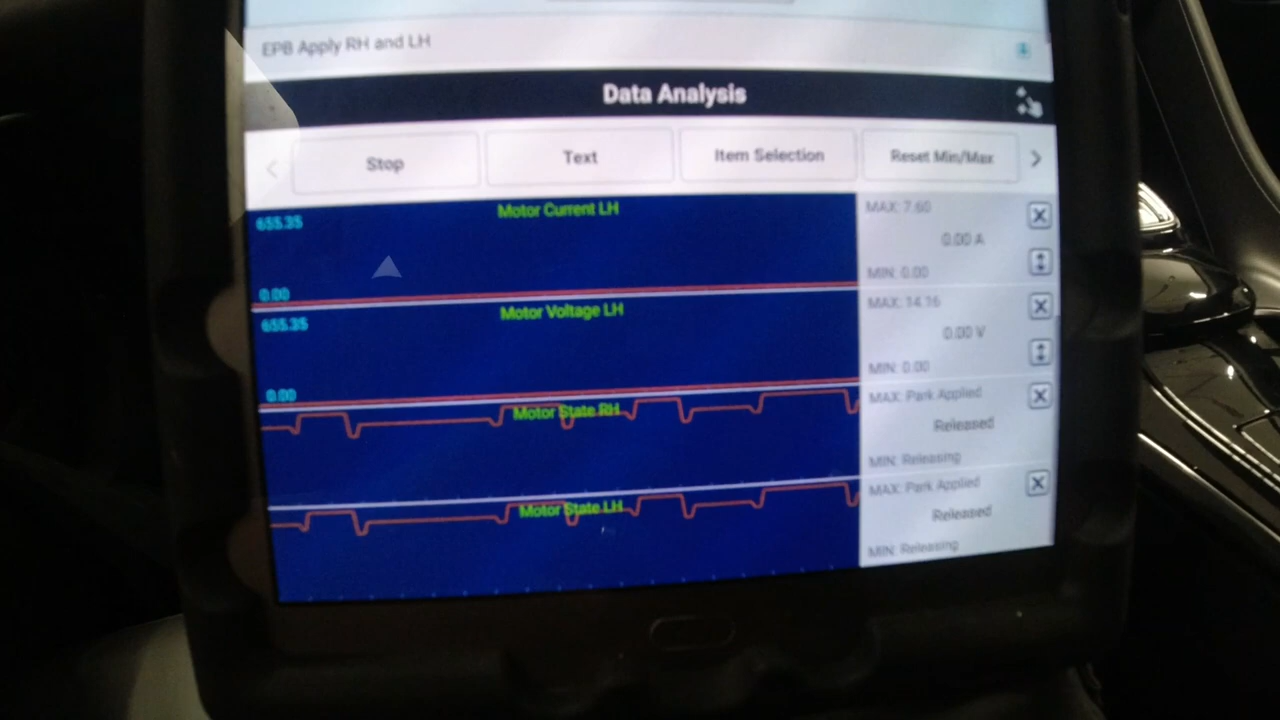 EPB Apply RH and LH
Data Analysis
Stop
Text
Item Selection
Reset Min/Max
655.35
Motor Current LH
0.00
MAX: 7.60
0.00 A
MIN: 0.00
655.35
Motor Voltage LH
0.00
MAX: 14.16
0.00 V
MIN: 0.00
Motor State RH
MAX: Park Applied
Released
MIN: Releasing
Motor State LH
MAX: Park Applied
Released
MIN: Releasing